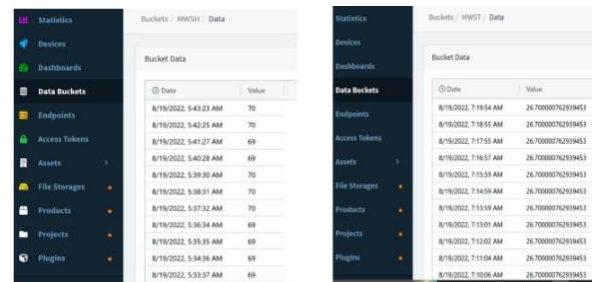 Statistics
Devices
Dashboards
Data Buckets
Endpoints
Access Tokens
Assets
File Storages
Products
Projects
Plugins
Buckets / MWSH / Data
Bucket Data
Date Value
8/19/2022, 5:43:23 AM 70
8/19/2022, 5:42:25 AM 70
8/19/2022, 5:41:27 AM 69
8/19/2022, 5:40:28 AM 69
8/19/2022, 5:39:30 AM 70
8/19/2022, 5:38:31 AM 70
8/19/2022, 5:37:32 AM 70
8/19/2022, 5:36:34 AM 69
8/19/2022, 5:35:35 AM 69
8/19/2022, 5:34:36 AM 69
8/19/2022, 5:33:37 AM 69
Statistics
Devices
Dashboards
Data Buckets
Endpoints
Access Tokens
Assets
File Storages
Products
Projects
Plugins
Buckets / MWST / Data
Bucket Data
Date Value
8/19/2022, 7:19:54 AM 26.700000762939453
8/19/2022, 7:18:55 AM 26.700000762939453
8/19/2022, 7:17:55 AM 26.700000762939453
8/19/2022, 7:16:57 AM 26.700000762939453
8/19/2022, 7:15:59 AM 26.700000762939453
8/19/2022, 7:14:59 AM 26.700000762939453
8/19/2022, 7:13:59 AM 26.700000762939453
8/19/2022, 7:13:01 AM 26.700000762939453
8/19/2022, 7:12:02 AM 26.700000762939453
8/19/2022, 7:11:04 AM 26.700000762939453
8/19/2022, 7:10:06 AM 26.700000762939453